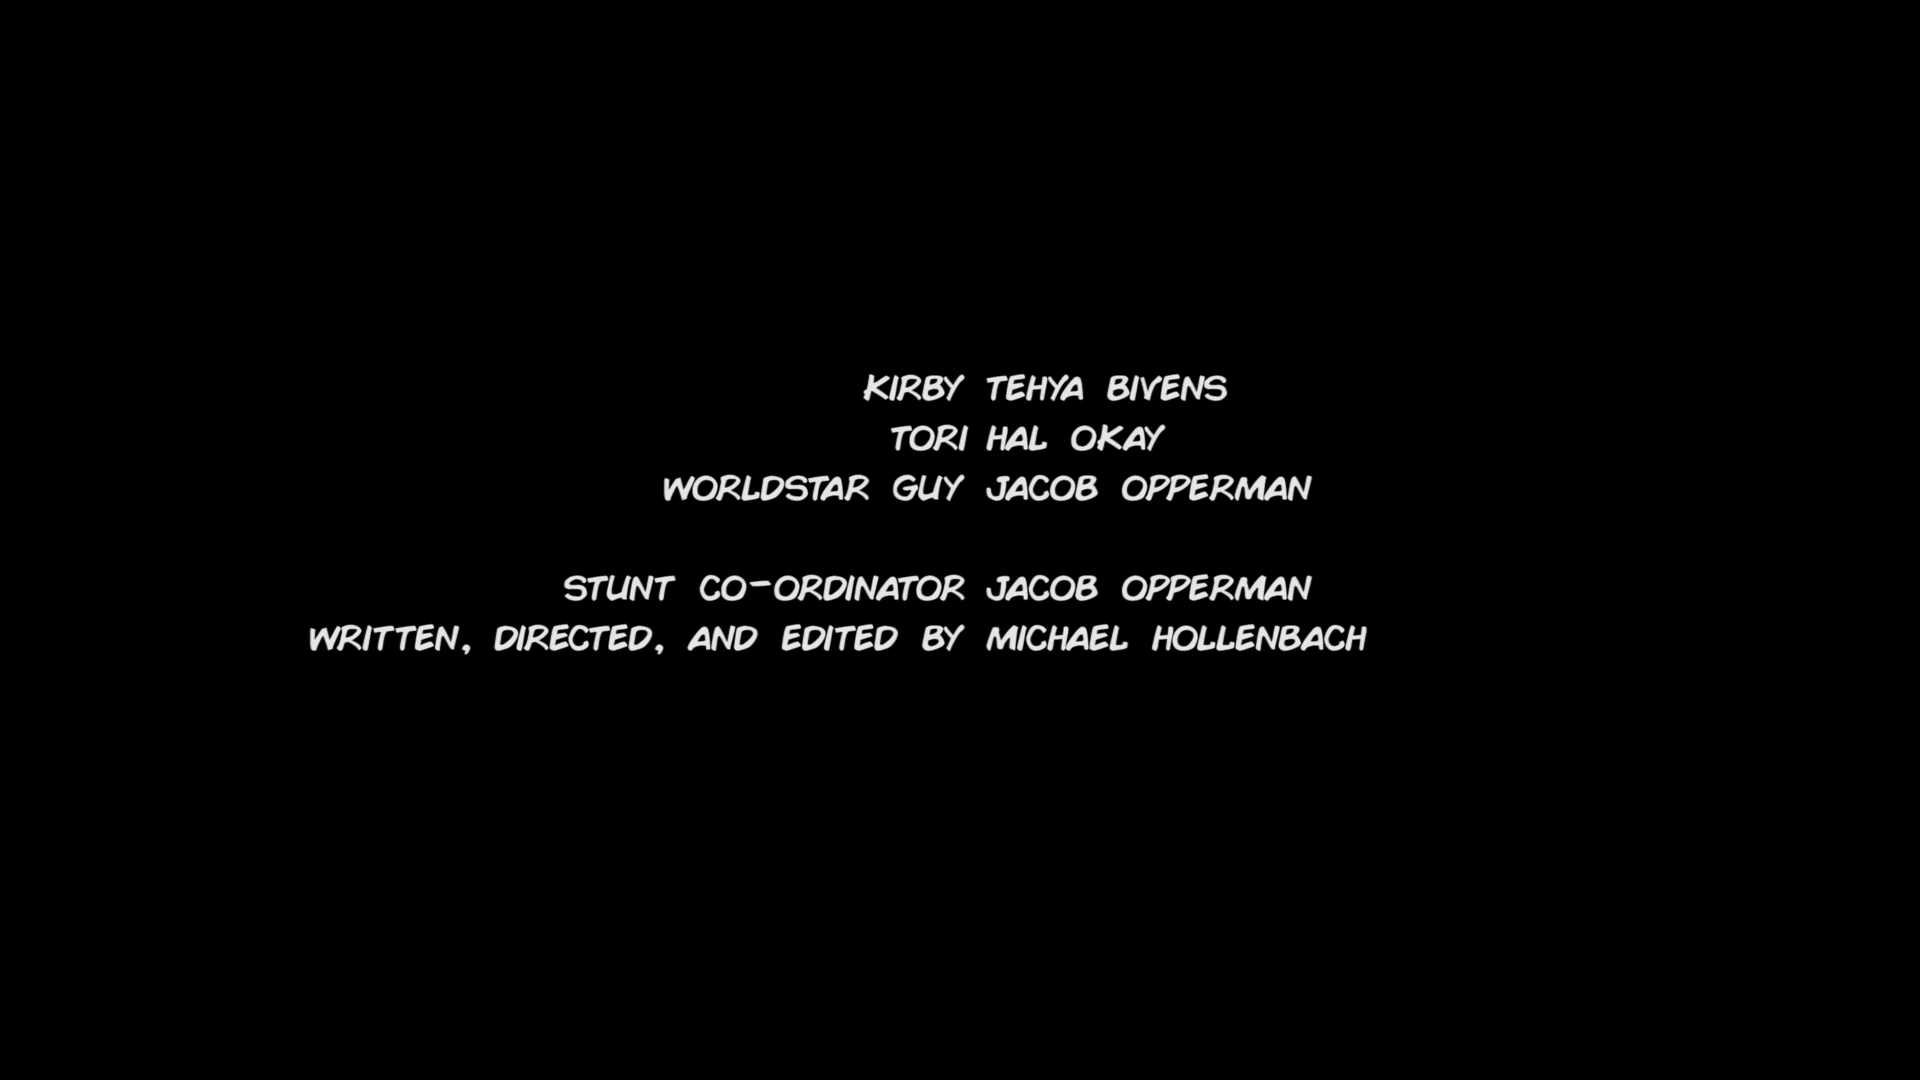 KIRBY TEHYA BIVENS
TORI HAL OKAY
WORLDSTAR GUY JACOB OPPERMAN
STUNT CO-ORDINATOR JACOB OPPERMAN
WRITTEN, DIRECTED, AND EDITED BY MICHAEL HOLLENBACH